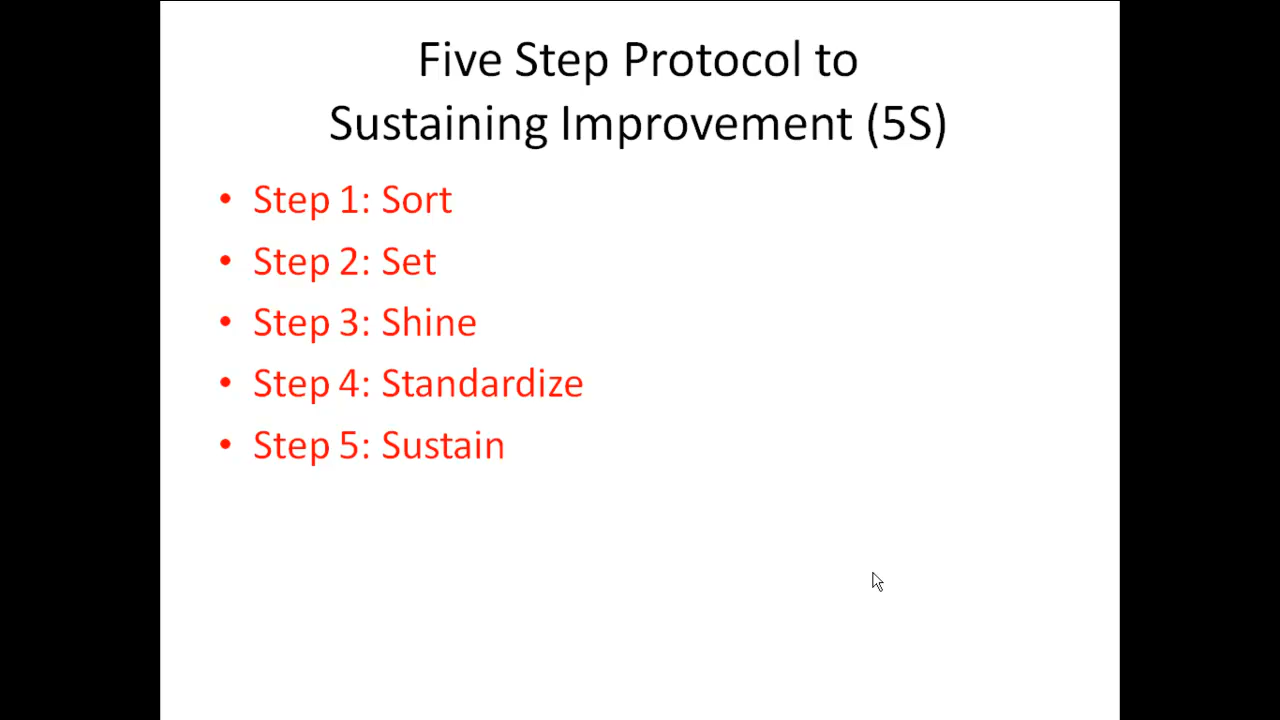 Five Step Protocol to
Sustaining Improvement (5S)
• Step 1: Sort
• Step 2: Set
• Step 3: Shine
• Step 4: Standardize
• Step 5: Sustain